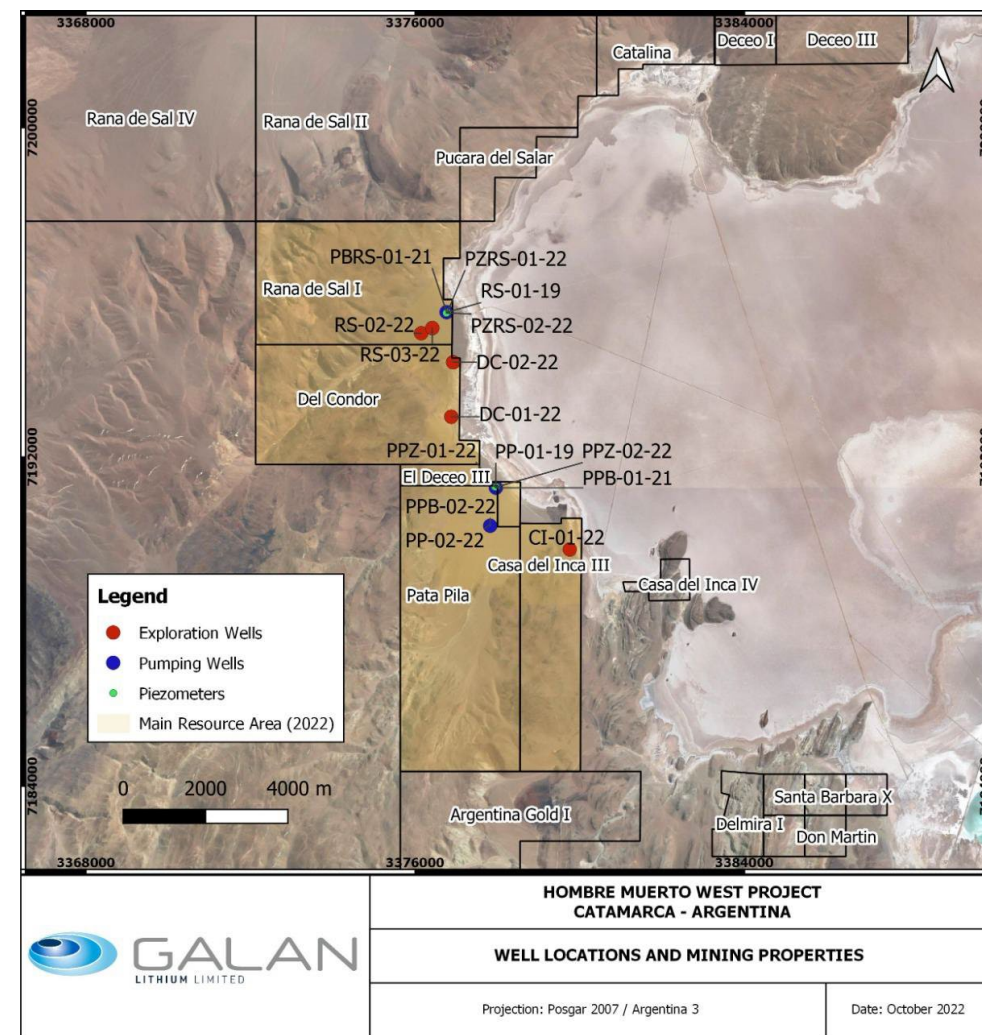 3368000
3376000
3384000
Catalina
Deceo I
Deceo III
Rana de Sal IV
Rana de Sal II
7200000
Pucara del Salar
PBRS-01-21
PZRS-01-22
Rana de Sal I
RS-01-19
RS-02-22
PZRS-02-22
RS-03-22
DC-02-22
Del Condor
DC-01-22
PPZ-01-22
PP-01-19
PPZ-02-22
7192000
El Deceo III
PPB-01-21
PPB-02-22
PP-02-22
CI-01-22
Casa del Inca III
Casa del Inca IV
Pata Pila
Legend
Exploration Wells
Pumping Wells
Piezometers
Main Resource Area (2022)
0 2000 4000 m
7184000
Argentina Gold I
Santa Barbara X
Delmira I
Don Martin
3368000
3376000
3384000
GALAN
LITHIUM LIMITED
HOMBRE MUERTO WEST PROJECT
CATAMARCA - ARGENTINA
WELL LOCATIONS AND MINING PROPERTIES
Projection: Posgar 2007 / Argentina 3
Date: October 2022